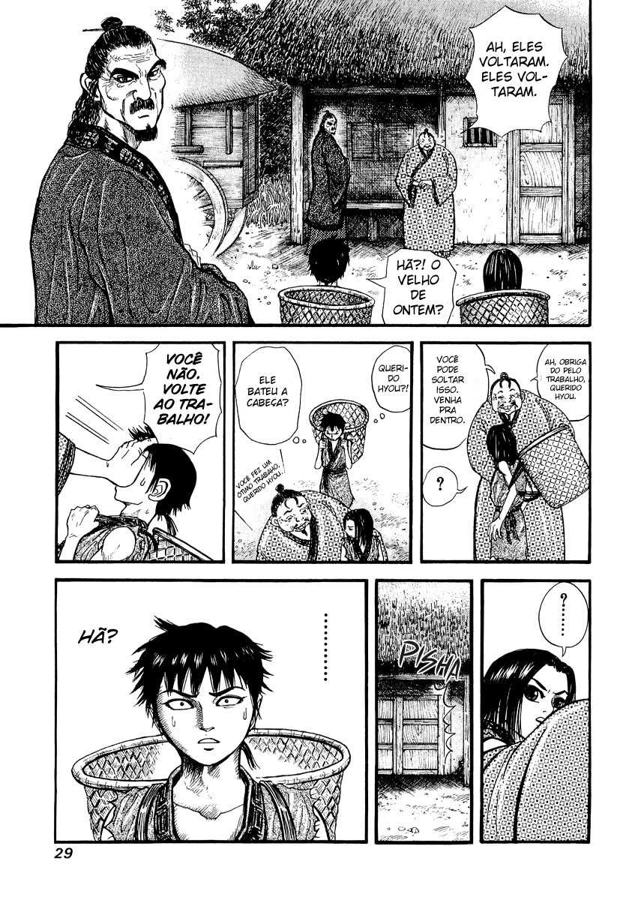 AH, ELES
VOLTARAM.
ELES VOL-
TARAM.
HÃ?! O
VELHO
DE
ONTEM?
AH, OBRIGA
DO PELO
TRABALHO,
QUERIDO
HYOU.
VOCÊ
PODE
SOLTAR
ISSO.
VENHA
PRA
DENTRO.
?
QUERI-
DO
HYOU?!
ELE
BATEU A
CABEÇA?
VOCÊ FEZ UM
ÓTIMO TRABALHO,
QUERIDO HYOU.
VOCÊ
NÃO.
VOLTE
AO TRA-
BALHO!
?
......
PISHA
.........
HÃ?
29